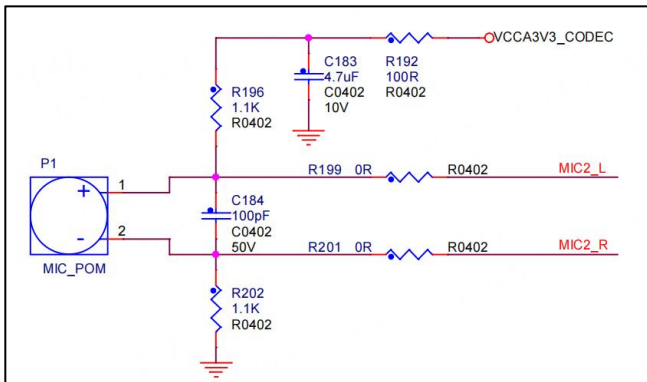 VCCA3V3_CODEC
C183
4.7uF
C0402
10V
R192
100R
R0402
R196
1.1K
R0402
P1
1
+
2
-
MIC_POM
R199 0R
R0402
MIC2_L
C184
100pF
C0402
50V
R201 0R
R0402
MIC2_R
R202
1.1K
R0402